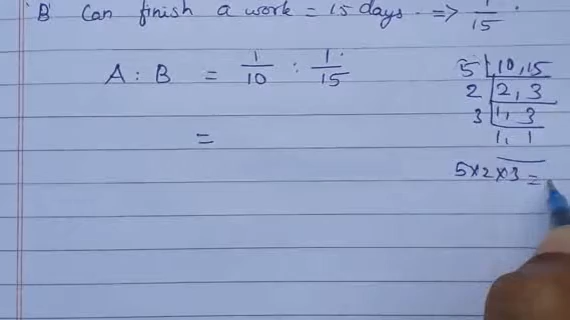 B Can finish a work = 15 days => 1/15
A : B = 1/10 : 1/15
=
5 | 10, 15
2 | 2, 3
3 | 1, 3
1, 1
5 × 2 × 3 =